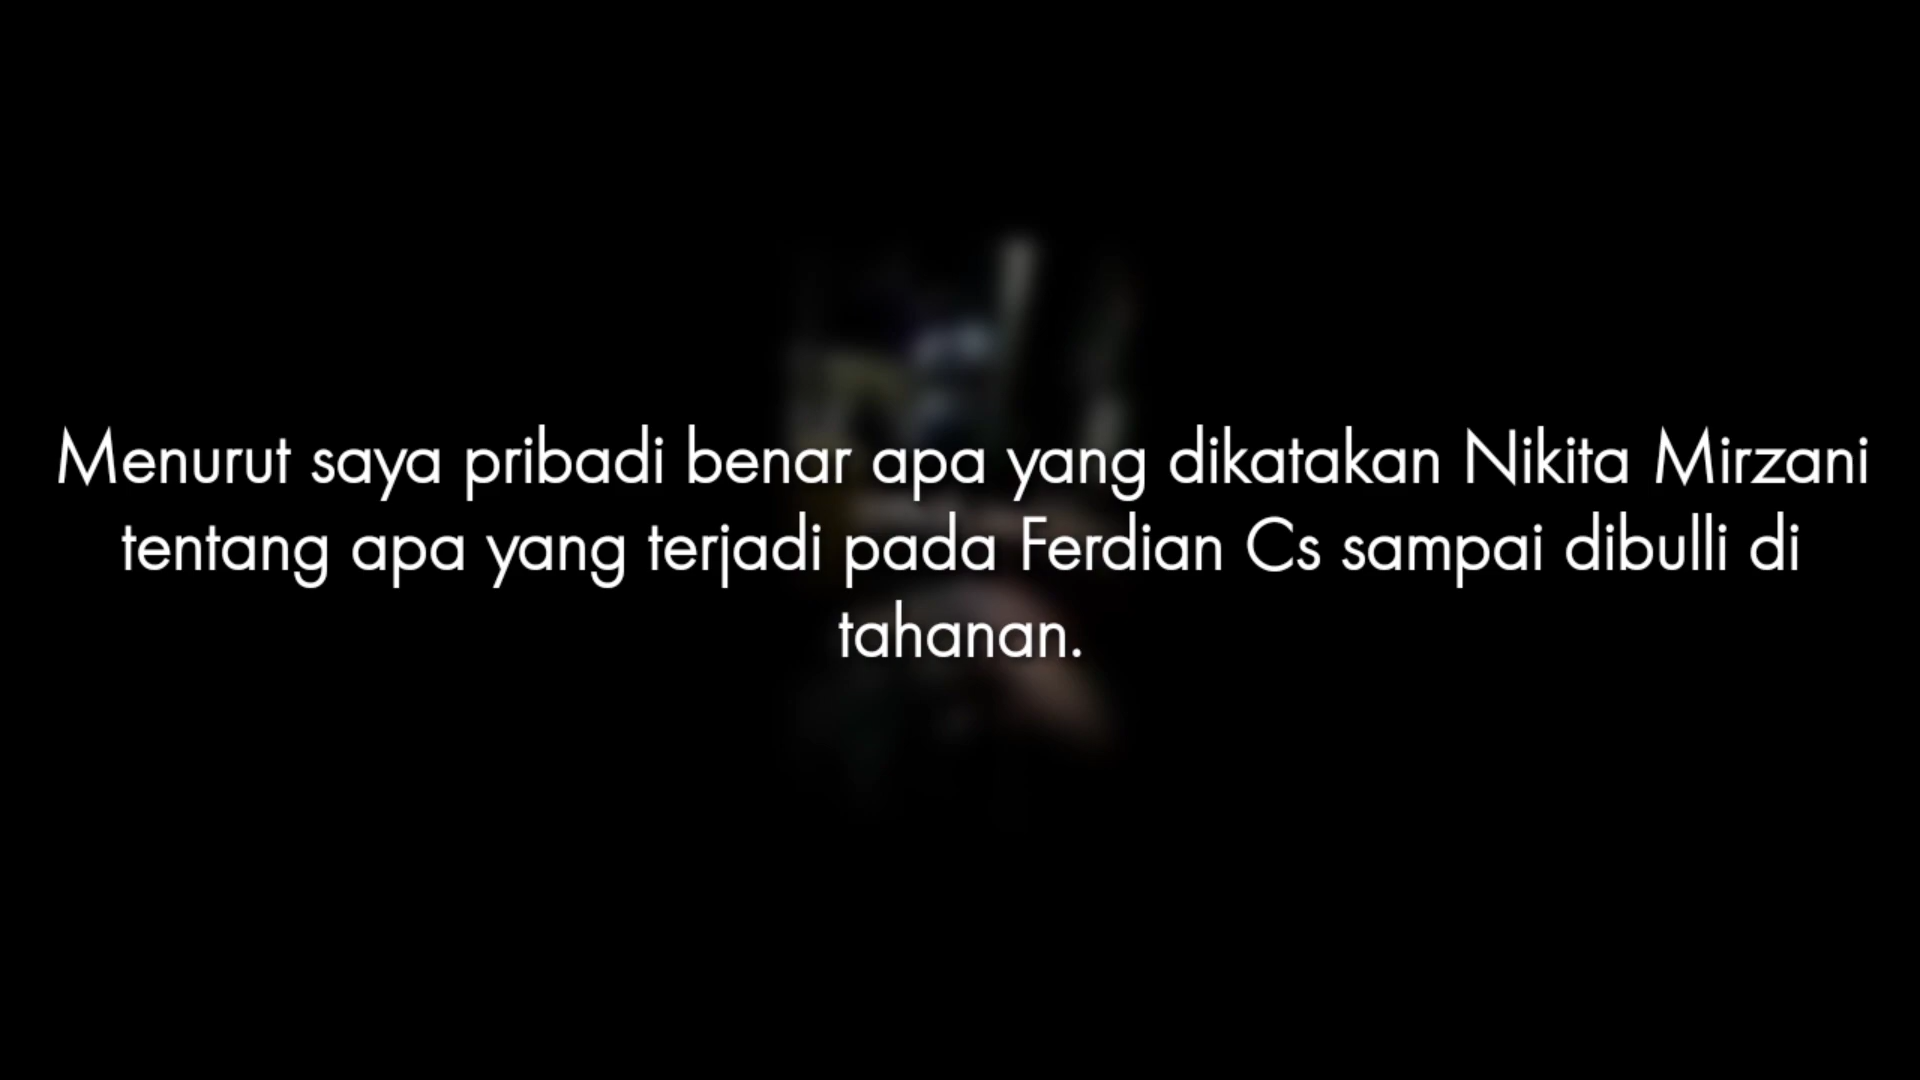 Menurut saya pribadi benar apa yang dikatakan Nikita Mirzani
tentang apa yang terjadi pada Ferdian Cs sampai dibulli di
tahanan.